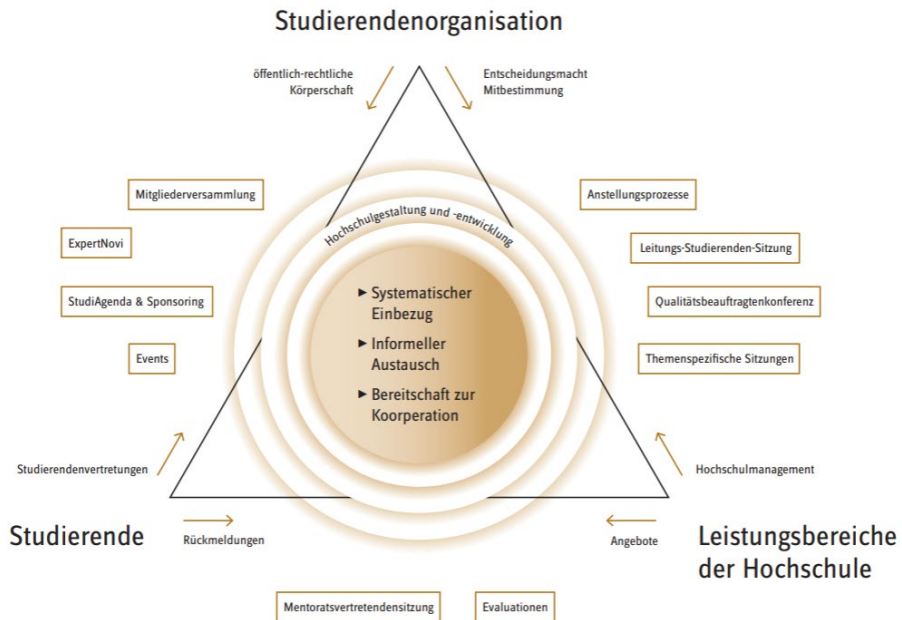 Studierendenorganisation
öffentlich-rechtliche
Körperschaft
Entscheidungsmacht
Mitbestimmung
Mitgliederversammlung
Anstellungsprozesse
Hochschulgestaltung und -entwicklung
ExpertNovi
Leitungs-Studierenden-Sitzung
StudiAgenda & Sponsoring
Qualitätsbeauftragtenkonferenz
Events
Themenspezifische Sitzungen
► Systematischer
Einbezug
► Informeller
Austausch
► Bereitschaft zur
Koorperation
Studierendenvertretungen
Hochschulmanagement
Studierende
Rückmeldungen
Angebote
Leistungsbereiche
der Hochschule
Mentoratsvertretendensitzung
Evaluationen